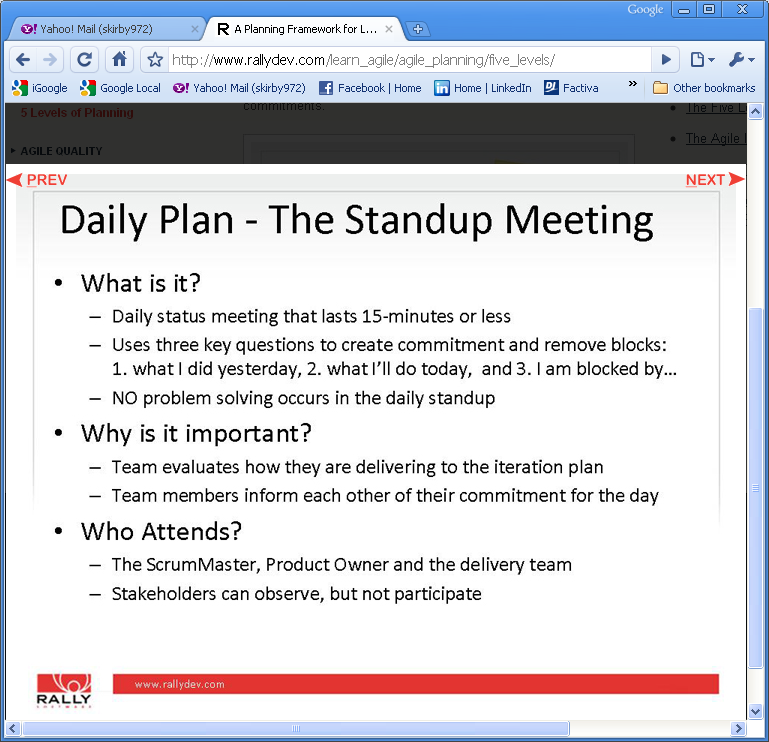 Google
Yahoo! Mail (skirby972)
R A Planning Framework for L...
http://www.rallydev.com/learn_agile/agile_planning/five_levels/
iGoogle
Google Local
Yahoo! Mail (skirby972)
Facebook | Home
Home | LinkedIn
DJ Factiva
»
Other bookmarks
5 Levels of Planning
commitments.
• The Five L
AGILE QUALITY
• The Agile
PREV
NEXT
Daily Plan - The Standup Meeting
• What is it?
– Daily status meeting that lasts 15-minutes or less
– Uses three key questions to create commitment and remove blocks:
1. what I did yesterday, 2. what I'll do today, and 3. I am blocked by…
– NO problem solving occurs in the daily standup
• Why is it important?
– Team evaluates how they are delivering to the iteration plan
– Team members inform each other of their commitment for the day
• Who Attends?
– The ScrumMaster, Product Owner and the delivery team
– Stakeholders can observe, but not participate
RALLY
SOFTWARE
www.rallydev.com